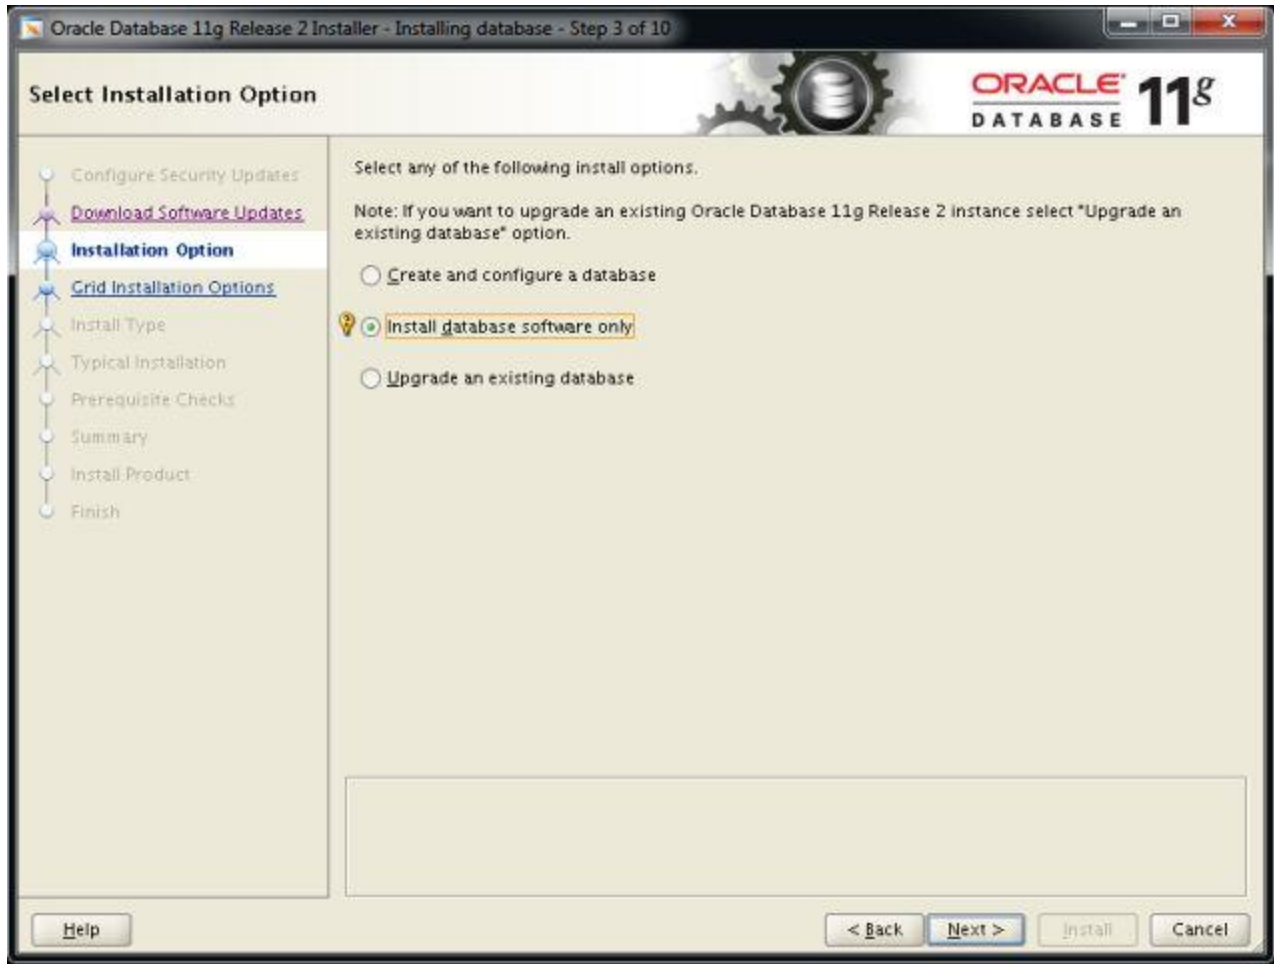 Oracle Database 11g Release 2 Installer - Installing database - Step 3 of 10
Select Installation Option
ORACLE
DATABASE
11g
Configure Security Updates
Download Software Updates
Installation Option
Grid Installation Options
Install Type
Typical Installation
Prerequisite Checks
Summary
Install Product
Finish
Select any of the following install options.
Note: If you want to upgrade an existing Oracle Database 11g Release 2 instance select "Upgrade an
existing database" option.
Create and configure a database
Install database software only
Upgrade an existing database
Help
< Back
Next >
Install
Cancel